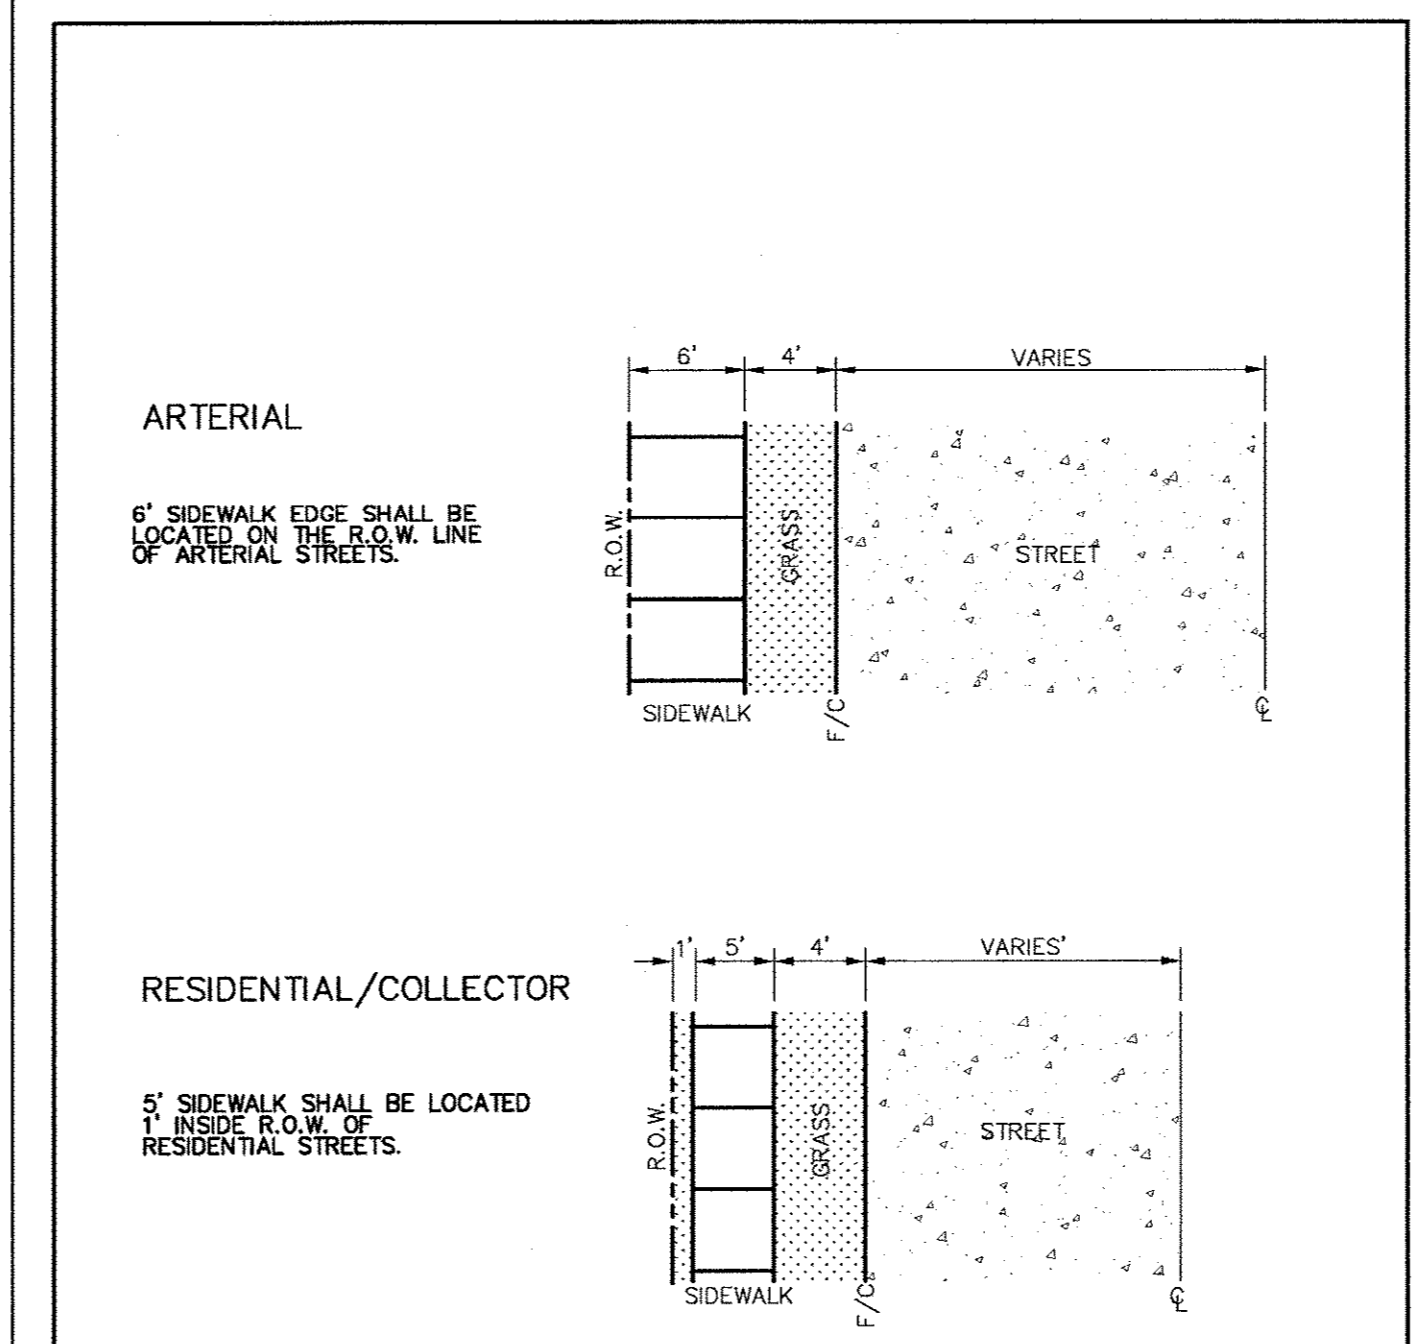 6' 4' VARIES
ARTERIAL
6' SIDEWALK EDGE SHALL BE
LOCATED ON THE R.O.W. LINE
OF ARTERIAL STREETS.
R.O.W.
GRASS
STREET
SIDEWALK
F/C
℄
1' 5' 4' VARIES'
RESIDENTIAL/COLLECTOR
5' SIDEWALK SHALL BE LOCATED
1' INSIDE R.O.W. OF
RESIDENTIAL STREETS.
R.O.W.
GRASS
STREET
SIDEWALK
F/C
℄